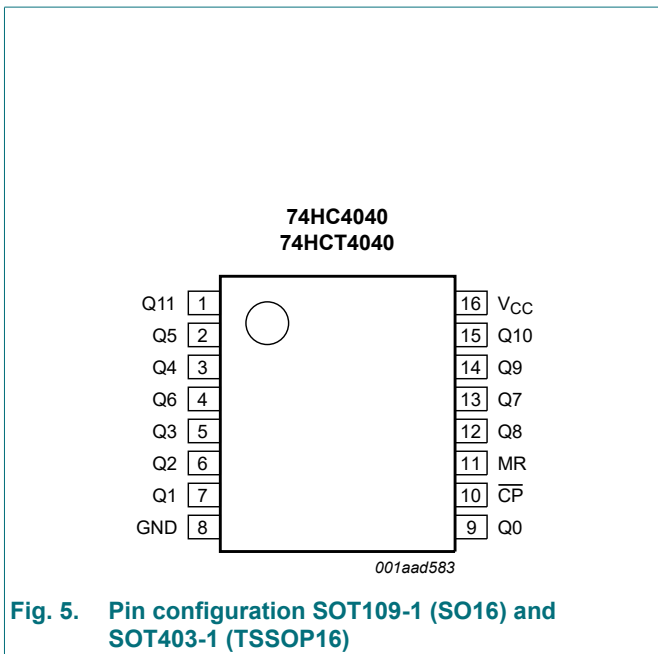 74HC4040
74HCT4040
Q11 1
Q5 2
Q4 3
Q6 4
Q3 5
Q2 6
Q1 7
GND 8
16 VCC
15 Q10
14 Q9
13 Q7
12 Q8
11 MR
10 C̅P̅
9 Q0
001aad583
Fig. 5. Pin configuration SOT109-1 (SO16) and
SOT403-1 (TSSOP16)